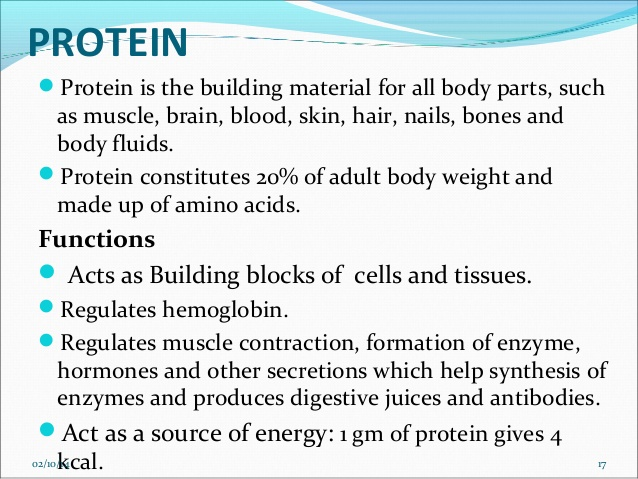 PROTEIN
Protein is the building material for all body parts, such
as muscle, brain, blood, skin, hair, nails, bones and
body fluids.
Protein constitutes 20% of adult body weight and
made up of amino acids.
Functions
Acts as Building blocks of cells and tissues.
Regulates hemoglobin.
Regulates muscle contraction, formation of enzyme,
hormones and other secretions which help synthesis of
enzymes and produces digestive juices and antibodies.
Act as a source of energy: 1 gm of protein gives 4
kcal.
02/10/
17